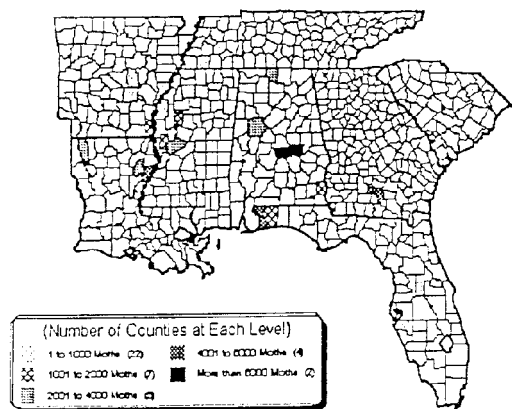 (Number of Counties at Each Level)
1 to 1000 Moths (22)
4001 to 6000 Moths (4)
1001 to 2000 Moths (7)
More than 6000 Moths (2)
2001 to 4000 Moths